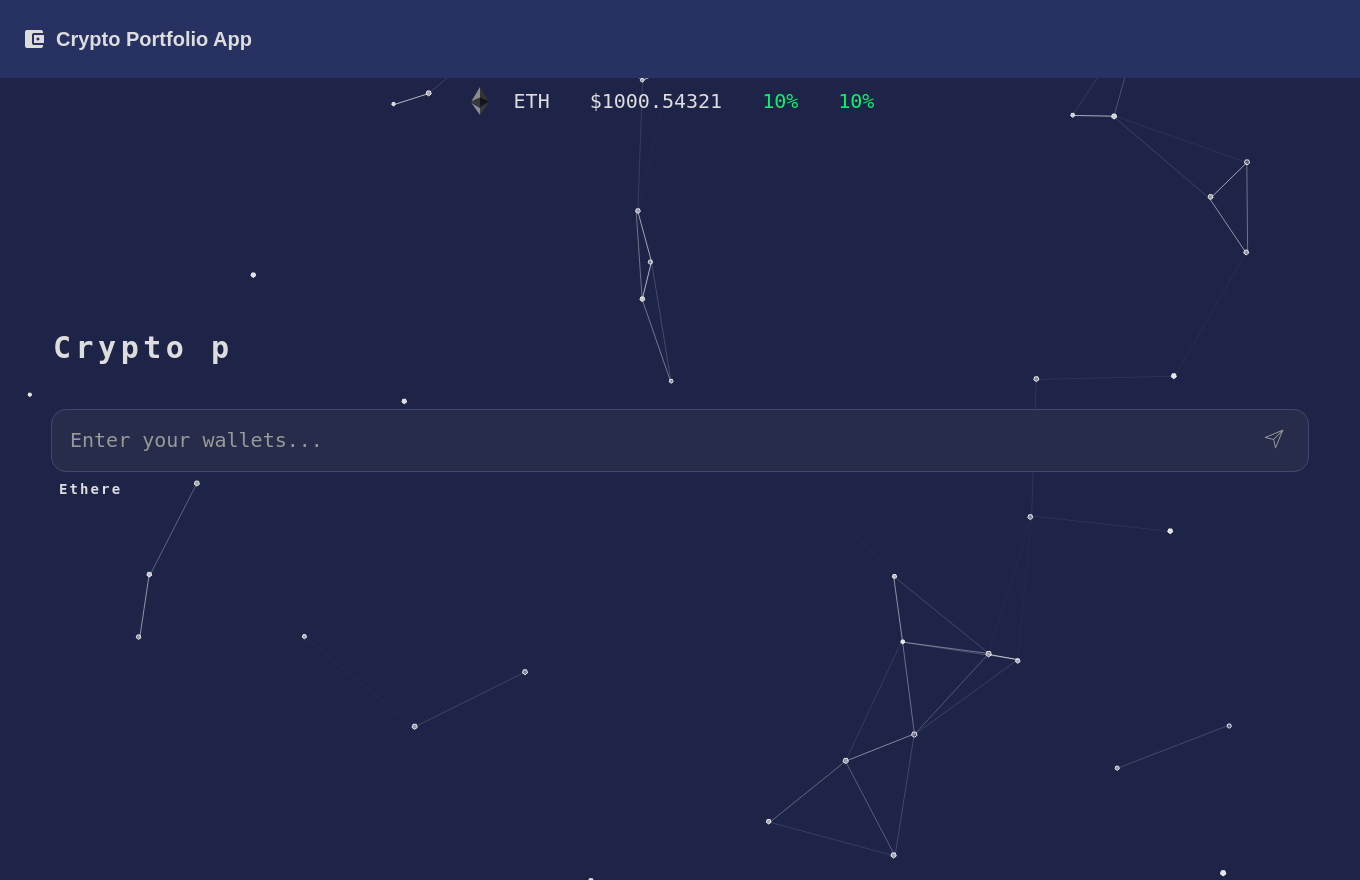 Crypto Portfolio App
ETH $1000.54321 10% 10%
Crypto p
Enter your wallets...
Ethere